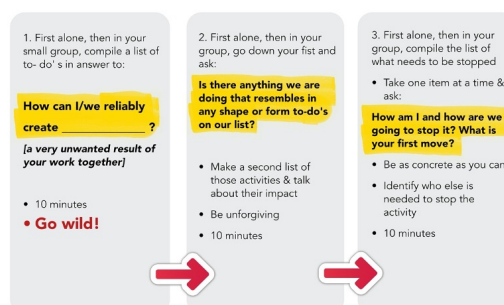 1. First alone, then in your
small group, compile a list of
to- do' s in answer to:
How can I/we reliably
create ____________ ?
[a very unwanted result of
your work together]
• 10 minutes
• Go wild!
2. First alone, then in your
group, go down your fist and
ask:
Is there anything we are
doing that resembles in
any shape or form to-do's
on our list?
• Make a second list of
those activities & talk
about their impact
• Be unforgiving
• 10 minutes
3. First alone, then in your
group, compile the list of
what needs to be stopped
• Take one item at a time &
ask:
How am I and how are we
going to stop it? What is
your first move?
• Be as concrete as you can
• Identify who else is
needed to stop the
activity
• 10 minutes